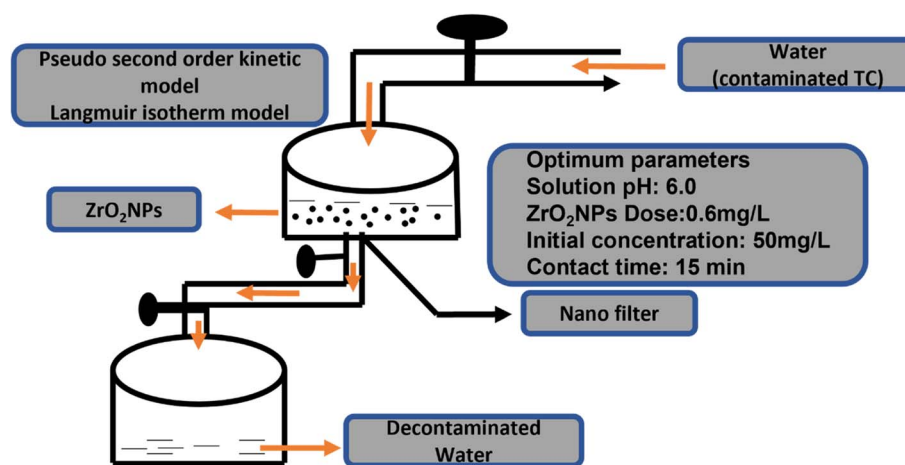 Pseudo second order kinetic
model
Langmuir isotherm model
Water
(contaminated TC)
Optimum parameters
Solution pH: 6.0
ZrO₂NPs Dose:0.6mg/L
Initial concentration: 50mg/L
Contact time: 15 min
ZrO₂NPs
Nano filter
Decontaminated
Water